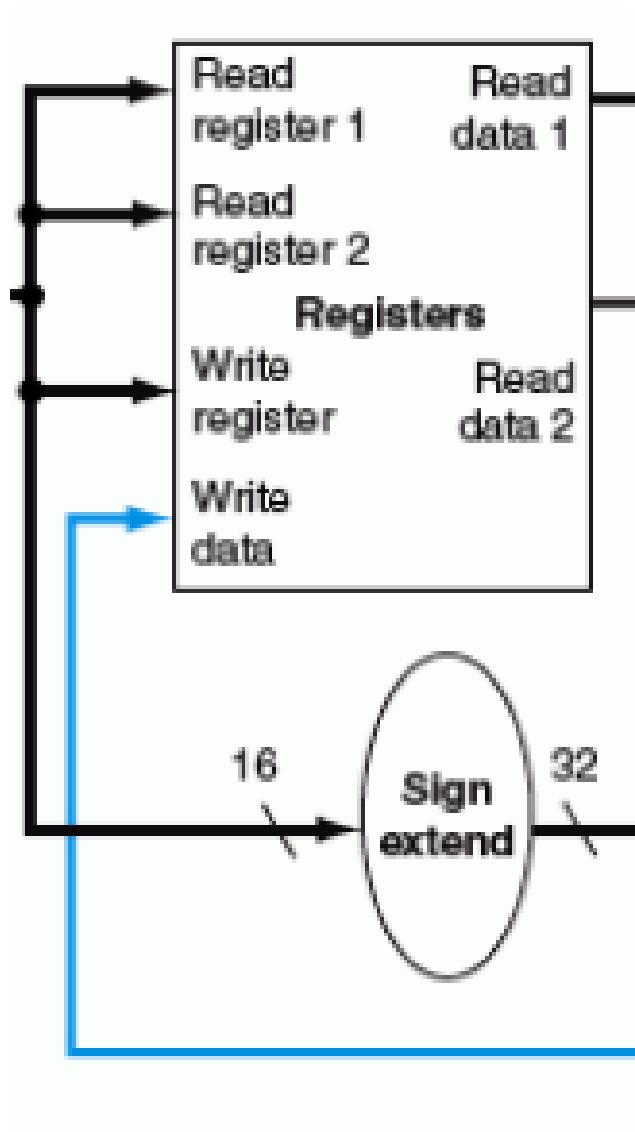 Read
register 1
Read
data 1
Read
register 2
Registers
Write
register
Read
data 2
Write
data
16
Sign
extend
32